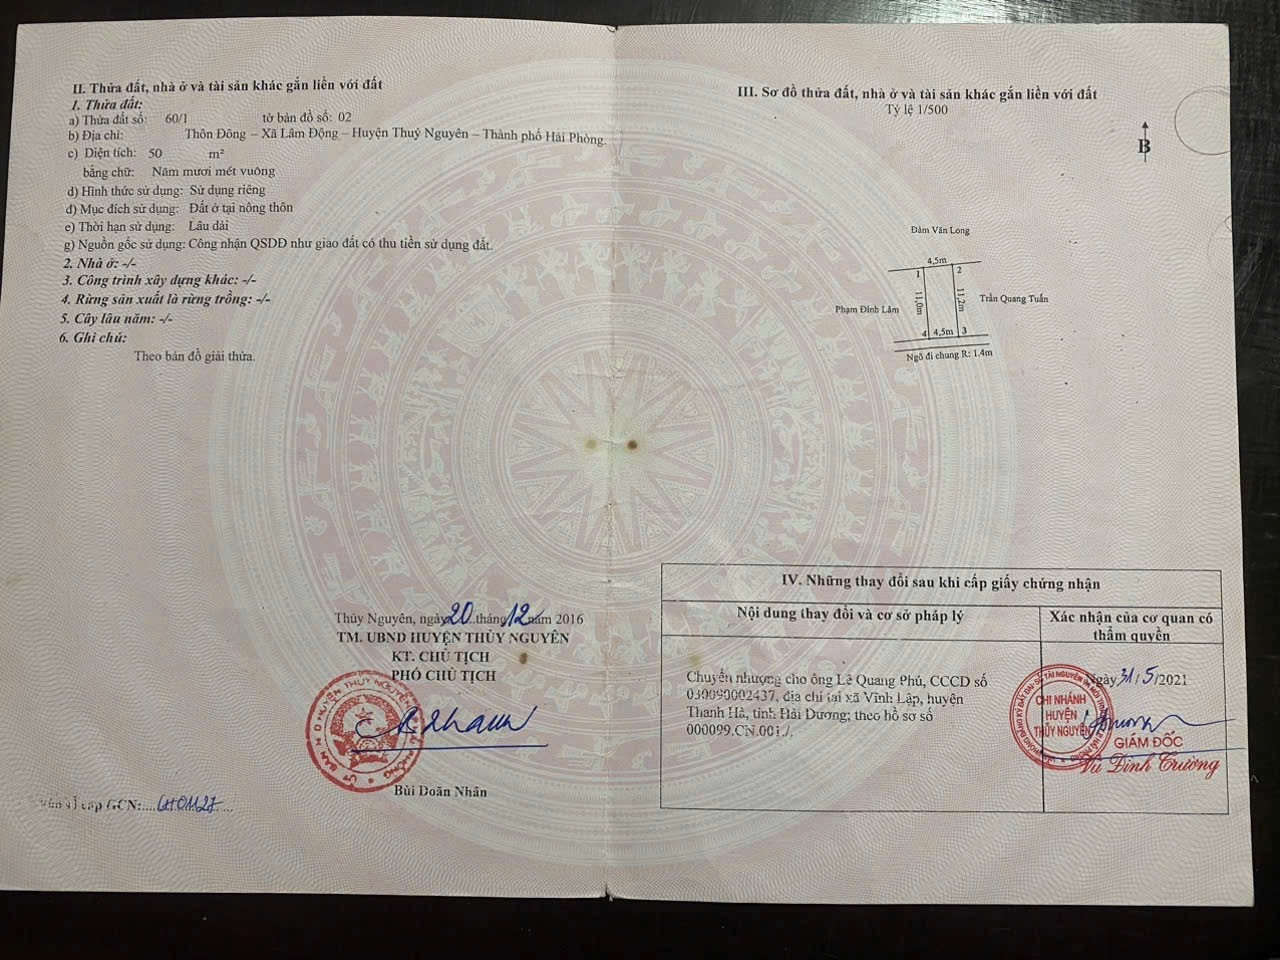 II. Thửa đất, nhà ở và tài sản khác gắn liền với đất
1. Thửa đất:
a) Thửa đất số: 60/1 tờ bản đồ số: 02
b) Địa chỉ: Thôn Đông – Xã Lâm Động – Huyện Thuỷ Nguyên – Thành phố Hải Phòng.
c) Diện tích: 50 m²
bằng chữ: Năm mươi mét vuông
d) Hình thức sử dụng: Sử dụng riêng
đ) Mục đích sử dụng: Đất ở tại nông thôn
e) Thời hạn sử dụng: Lâu dài
g) Nguồn gốc sử dụng: Công nhận QSDĐ như giao đất có thu tiền sử dụng đất.
2. Nhà ở: -/-
3. Công trình xây dựng khác: -/-
4. Rừng sản xuất là rừng trồng: -/-
5. Cây lâu năm: -/-
6. Ghi chú:
Theo bản đồ giải thửa.
Thủy Nguyên, ngày 20 tháng 12 năm 2016
TM. UBND HUYỆN THỦY NGUYÊN
KT. CHỦ TỊCH
PHÓ CHỦ TỊCH
Bùi Doãn Nhân
cấp GCN:.... CH01127
III. Sơ đồ thửa đất, nhà ở và tài sản khác gắn liền với đất
Tỷ lệ 1/500
B
Đàm Văn Long
4,5m
1 2
Phạm Đình Lâm 11,0m 11,2m Trần Quang Tuấn
4 4,5m 3
Ngõ đi chung R: 1.4m
IV. Những thay đổi sau khi cấp giấy chứng nhận
Nội dung thay đổi và cơ sở pháp lý
Xác nhận của cơ quan có
thẩm quyền
Chuyển nhượng cho ông Lê Quang Phú, CCCD số
030090002437, địa chỉ tại xã Vĩnh Lập, huyện
Thanh Hà, tỉnh Hải Dương; theo hồ sơ số
000099.CN.001
Ngày 31/5/2021
CHI NHÁNH
HUYỆN
THỦY NGUYÊN
GIÁM ĐỐC
Vũ Đình Trường